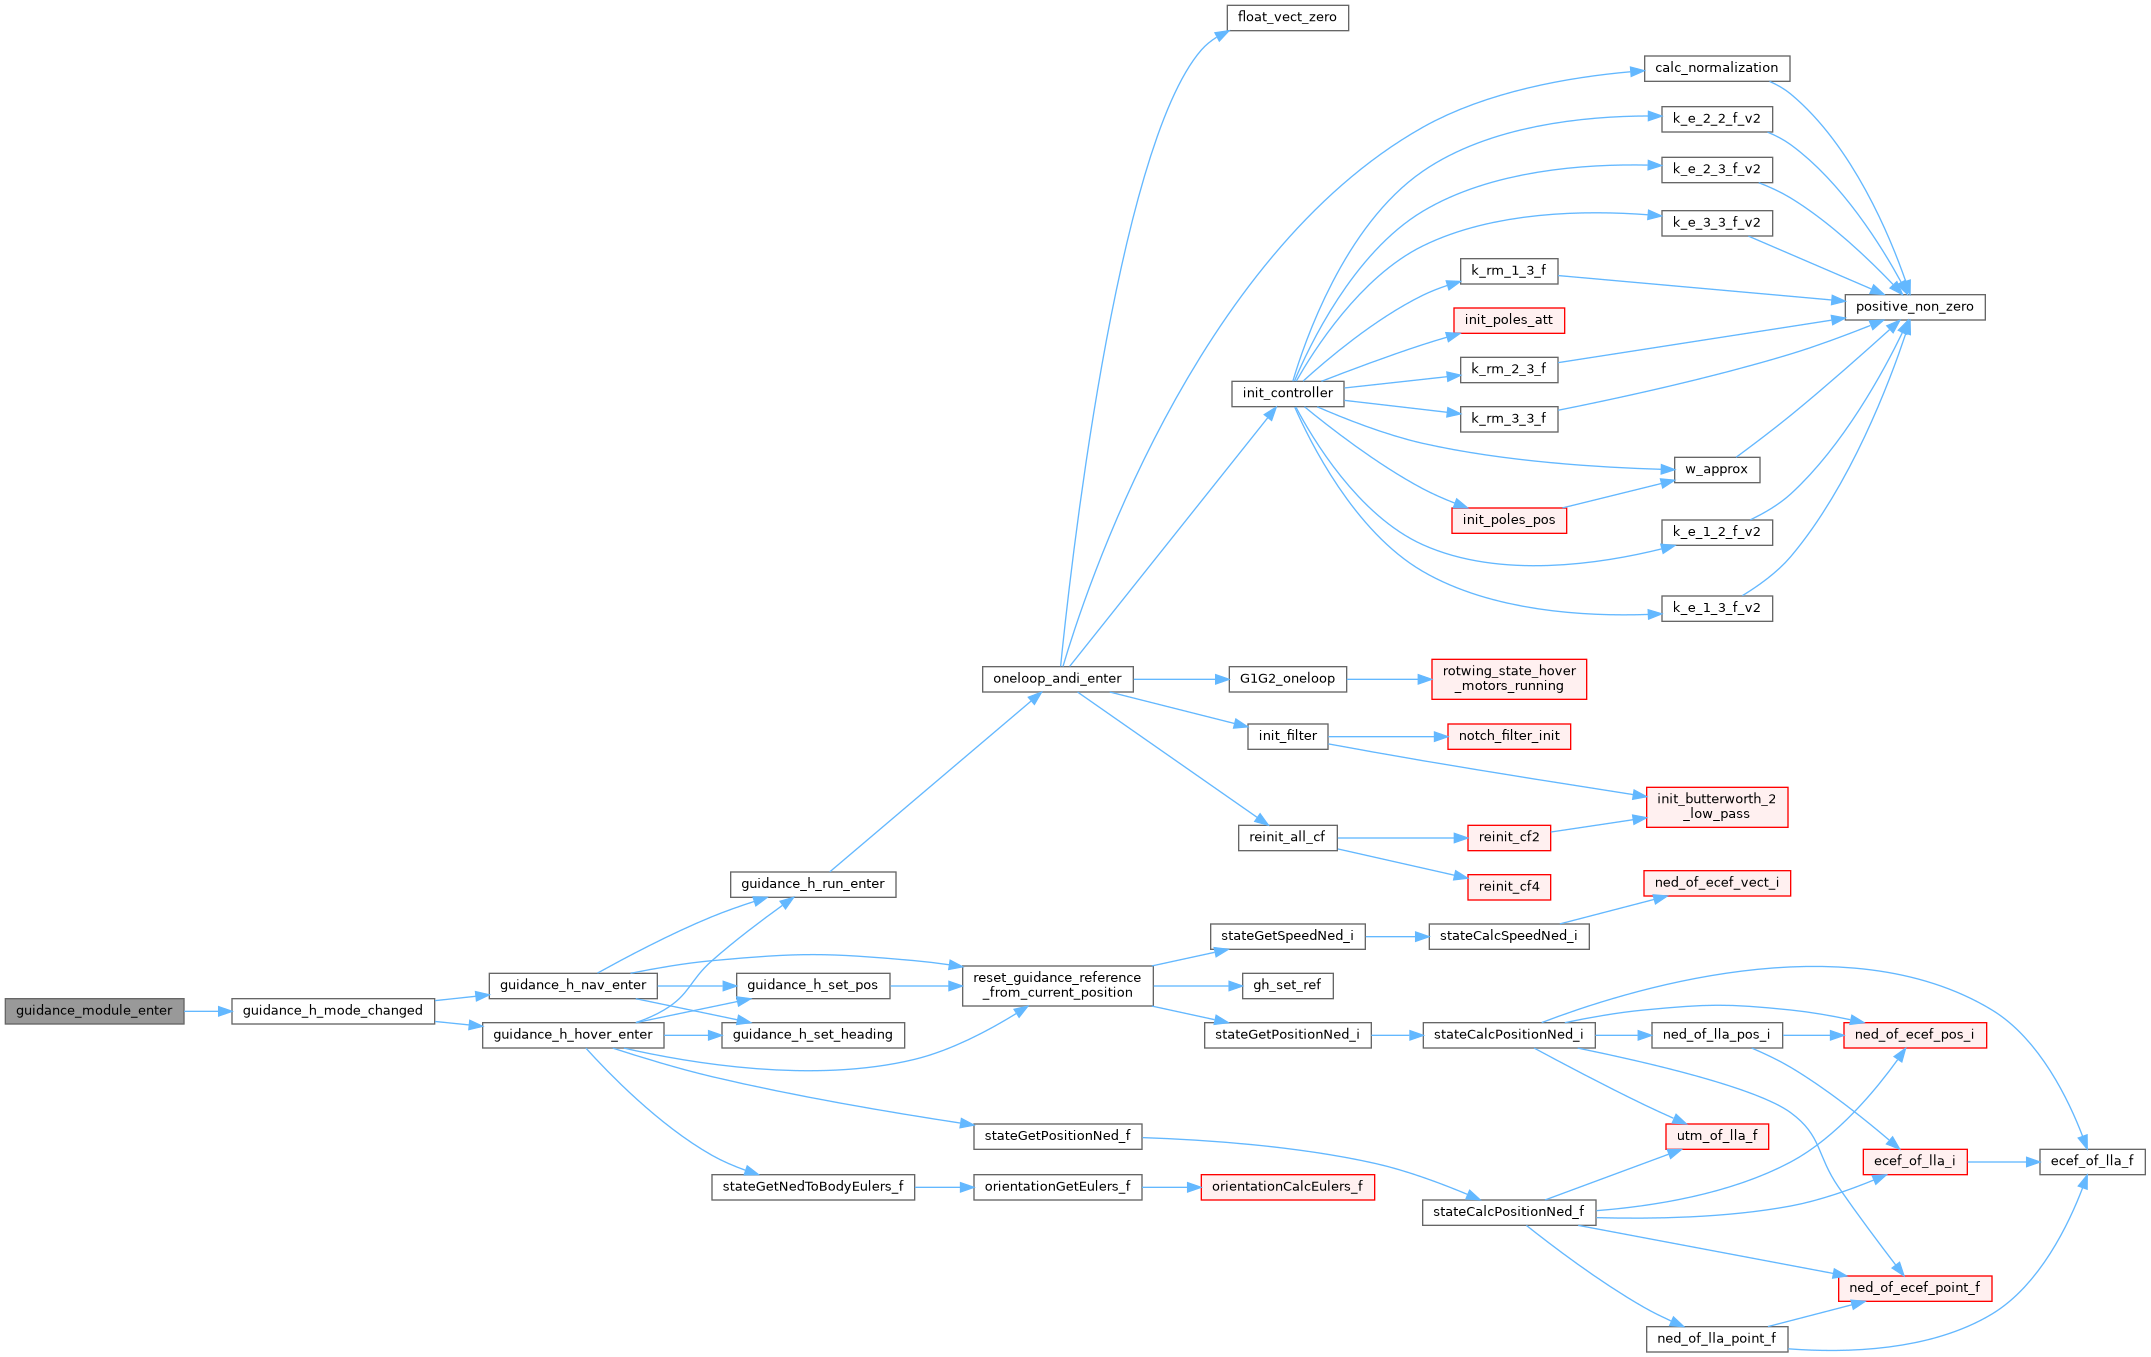 float_vect_zero
calc_normalization
k_e_2_2_f_v2
k_e_2_3_f_v2
k_e_3_3_f_v2
k_rm_1_3_f
positive_non_zero
init_poles_att
k_rm_2_3_f
init_controller
k_rm_3_3_f
w_approx
init_poles_pos
k_e_1_2_f_v2
k_e_1_3_f_v2
oneloop_andi_enter
G1G2_oneloop
rotwing_state_hover
_motors_running
init_filter
notch_filter_init
init_butterworth_2
_low_pass
reinit_all_cf
reinit_cf2
reinit_cf4
guidance_h_run_enter
ned_of_ecef_vect_i
stateGetSpeedNed_i
stateCalcSpeedNed_i
guidance_h_nav_enter
guidance_h_set_pos
reset_guidance_reference
_from_current_position
gh_set_ref
guidance_module_enter
guidance_h_mode_changed
guidance_h_hover_enter
guidance_h_set_heading
stateGetPositionNed_i
stateCalcPositionNed_i
ned_of_lla_pos_i
ned_of_ecef_pos_i
stateGetPositionNed_f
utm_of_lla_f
ecef_of_lla_i
ecef_of_lla_f
stateGetNedToBodyEulers_f
orientationGetEulers_f
orientationCalcEulers_f
stateCalcPositionNed_f
ned_of_ecef_point_f
ned_of_lla_point_f